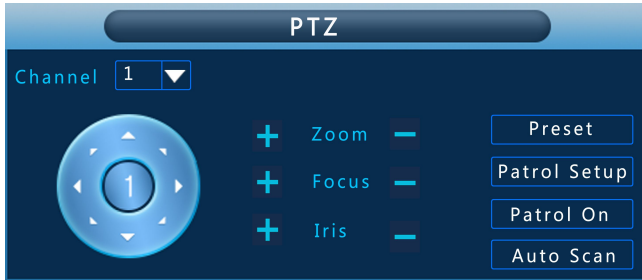 PTZ
Channel 1
1
+ Zoom −
+ Focus −
+ Iris −
Preset
Patrol Setup
Patrol On
Auto Scan